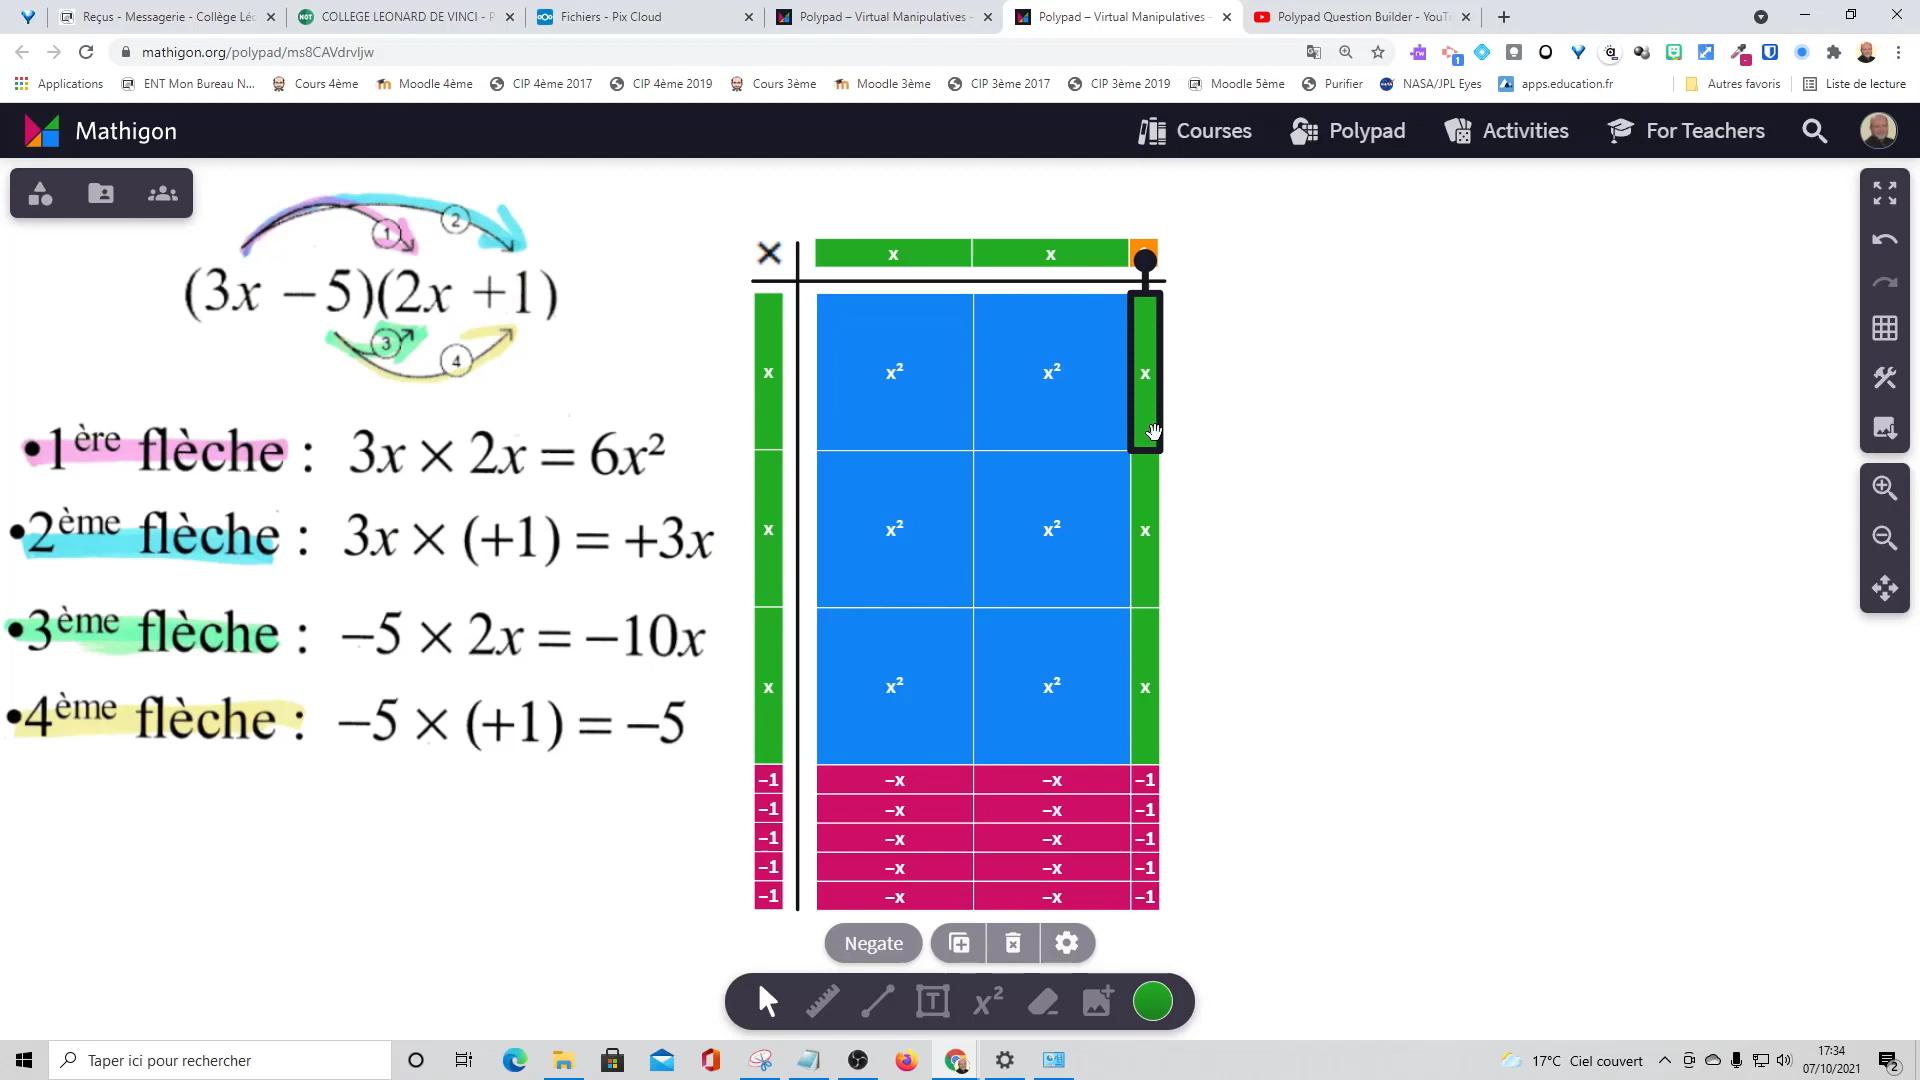 Reçus - Messagerie - Collège Léo
COLLEGE LEONARD DE VINCI - P
Fichiers - Pix Cloud
Polypad – Virtual Manipulatives -
Polypad – Virtual Manipulatives -
Polypad Question Builder - YouT
mathigon.org/polypad/ms8CAVdrvljw
Applications
ENT Mon Bureau N...
Cours 4ème
Moodle 4ème
CIP 4ème 2017
CIP 4ème 2019
Cours 3ème
Moodle 3ème
CIP 3ème 2017
CIP 3ème 2019
Moodle 5ème
Purifier
NASA/JPL Eyes
apps.education.fr
Autres favoris
Liste de lecture
Mathigon
Courses
Polypad
Activities
For Teachers
1 2
(3x − 5)(2x + 1)
3 4
•1ère flèche : 3x × 2x = 6x²
•2ème flèche : 3x × (+1) = +3x
•3ème flèche : −5 × 2x = −10x
•4ème flèche : −5 × (+1) = −5
× x x
x x² x² x
x x² x² x
x x² x² x
−1 −x −x −1
−1 −x −x −1
−1 −x −x −1
−1 −x −x −1
−1 −x −x −1
Negate
T x²
Taper ici pour rechercher
17°C Ciel couvert
17:34
07/10/2021
2